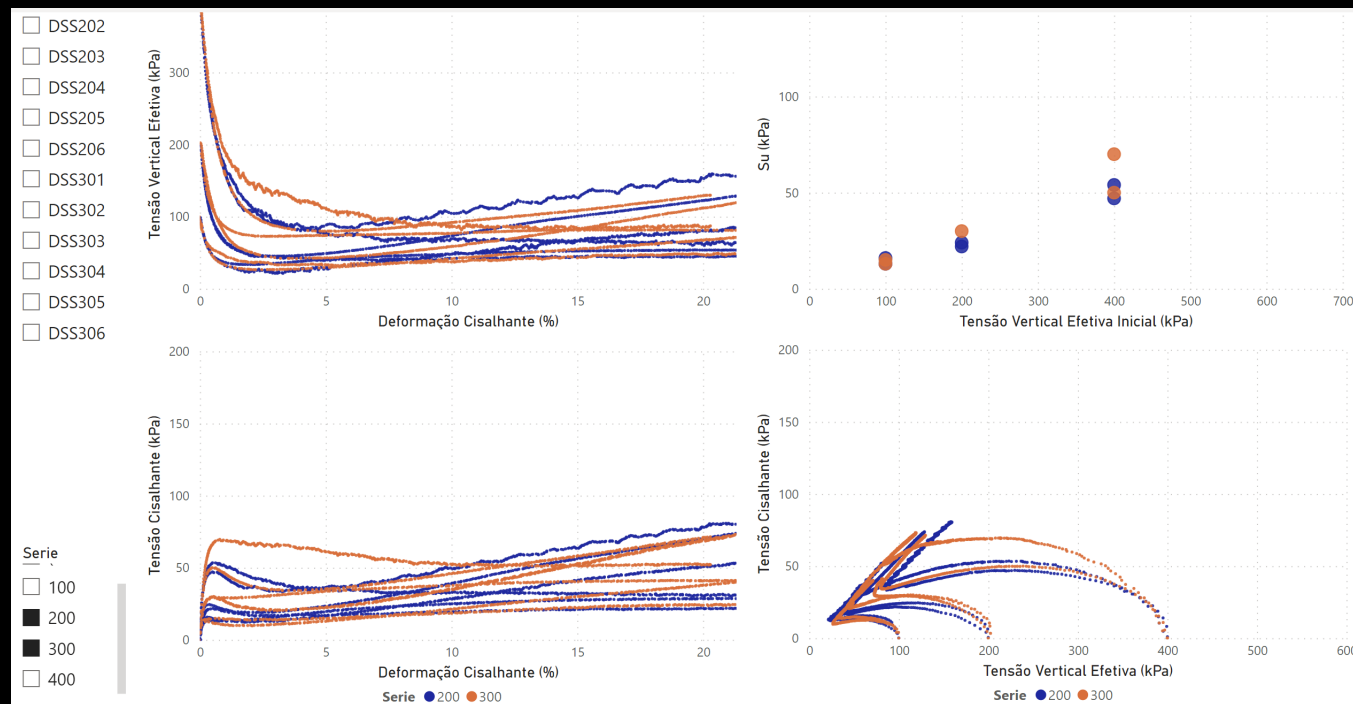 DSS202
DSS203
DSS204
DSS205
DSS206
DSS301
DSS302
DSS303
DSS304
DSS305
DSS306
Serie
100
200
300
400
Tensão Vertical Efetiva (kPa)
300
200
100
0
0 5 10 15 20
Deformação Cisalhante (%)
Su (kPa)
100
50
0
0 100 200 300 400 500 600 700
Tensão Vertical Efetiva Inicial (kPa)
Tensão Cisalhante (kPa)
200
150
100
50
0
0 5 10 15 20
Deformação Cisalhante (%)
Serie 200 300
Tensão Cisalhante (kPa)
200
150
100
50
0
0 100 200 300 400 500 600
Tensão Vertical Efetiva (kPa)
Serie 200 300